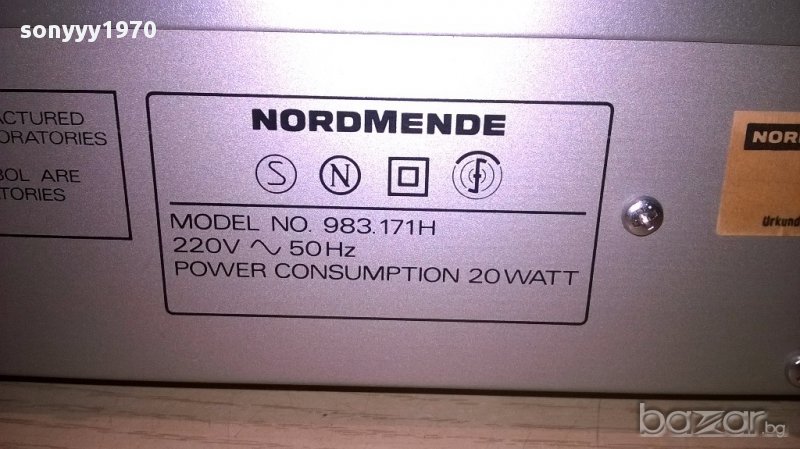 sonyyy1970
ACTURED
ORATORIES
BOL ARE
TORIES
NORDMENDE
S N
MODEL NO. 983.171H
220V ~ 50Hz
POWER CONSUMPTION 20WATT
NOR
Urkund
bazar.bg